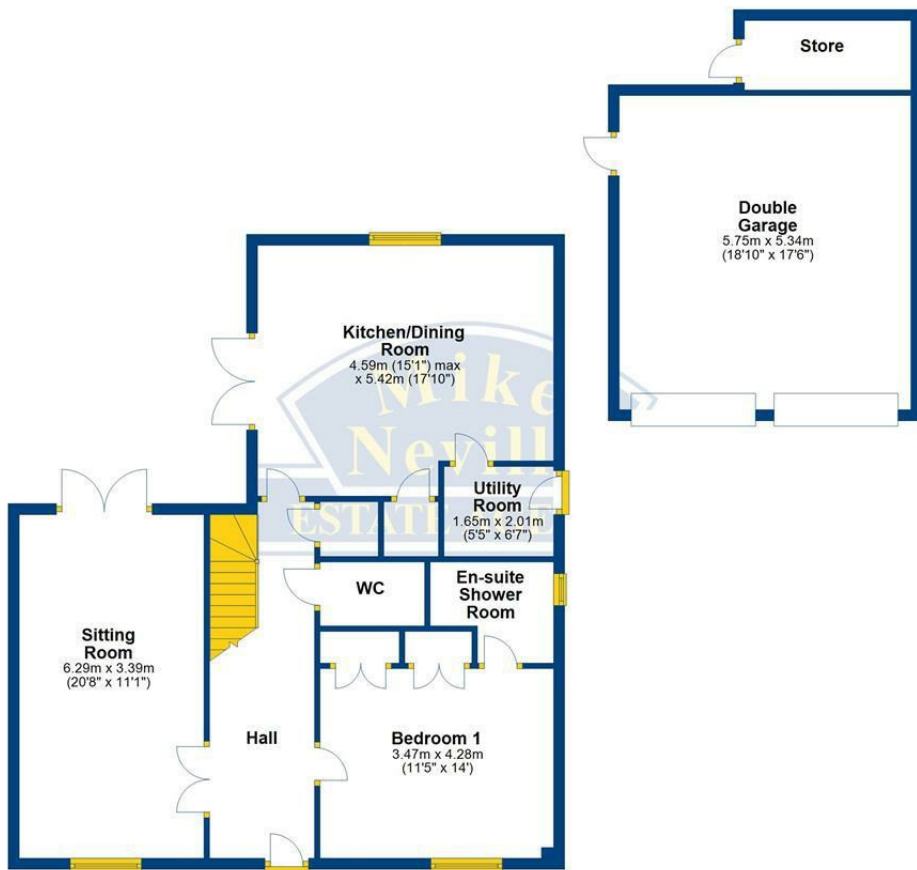 Store
Double
Garage
5.75m x 5.34m
(18'10" x 17'6")
Kitchen/Dining
Room
4.59m (15'1") max
x 5.42m (17'10")
Mike
Nevill
ESTATE
Utility
Room
1.65m x 2.01m
(5'5" x 6'7")
WC
En-suite
Shower
Room
Sitting
Room
6.29m x 3.39m
(20'8" x 11'1")
Hall
Bedroom 1
3.47m x 4.28m
(11'5" x 14')